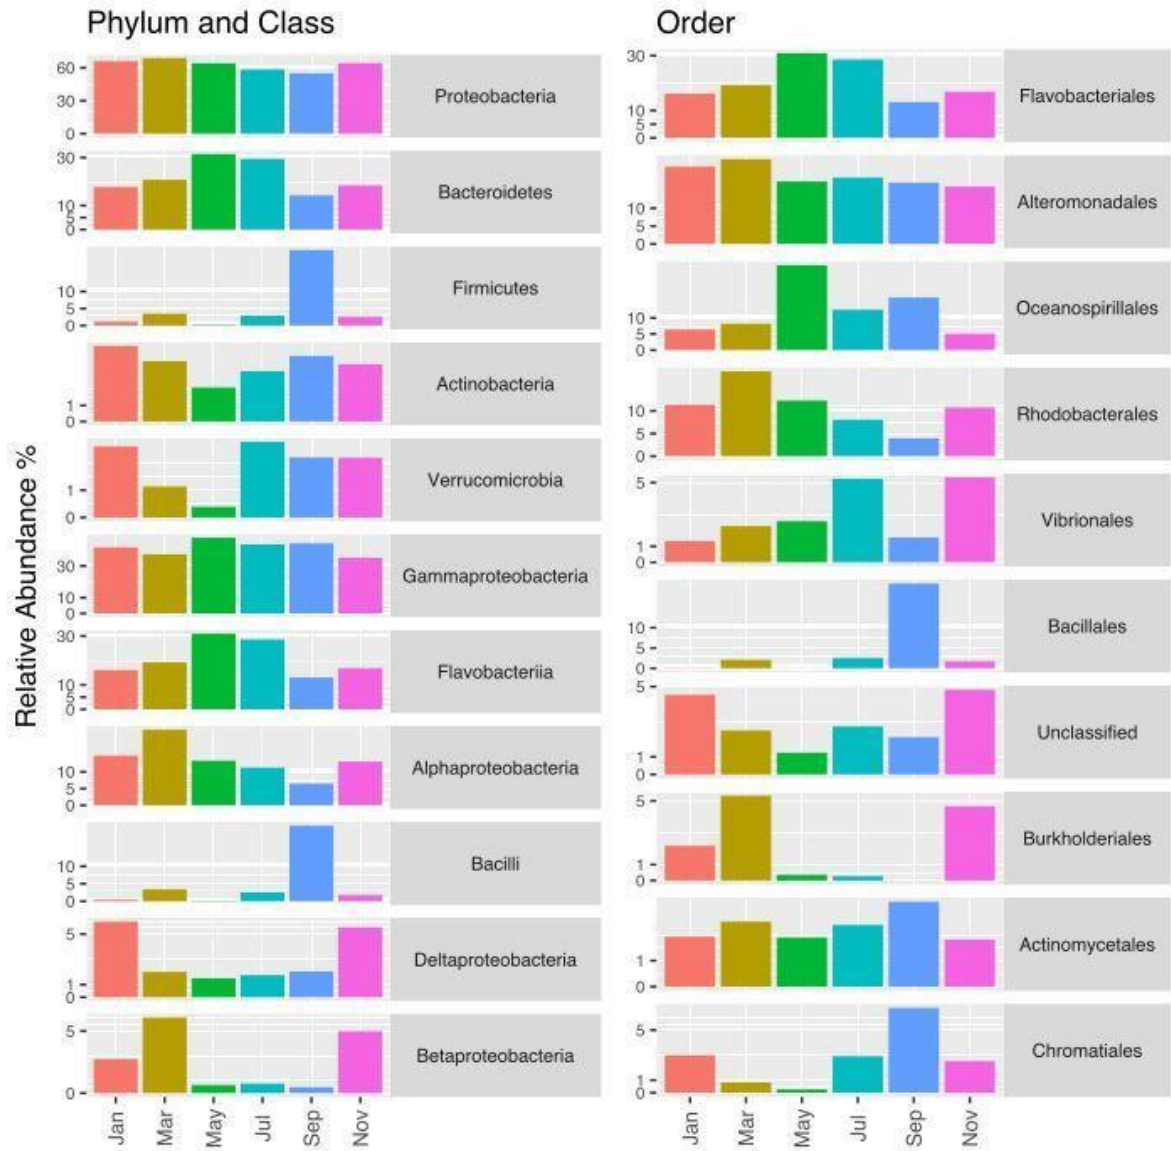 Phylum and Class
60
30
0
Proteobacteria
30
10
5
0
Bacteroidetes
10
5
0
Firmicutes
1
0
Actinobacteria
1
0
Verrucomicrobia
30
10
0
Gammaproteobacteria
30
10
5
0
Flavobacteriia
10
5
0
Alphaproteobacteria
10
5
0
Bacilli
5
1
0
Deltaproteobacteria
5
0
Betaproteobacteria
Jan Mar May Jul Sep Nov
Relative Abundance %
Order
30
10
5
0
Flavobacteriales
10
5
0
Alteromonadales
10
5
0
Oceanospirillales
10
5
0
Rhodobacterales
5
1
0
Vibrionales
10
5
0
Bacillales
5
1
0
Unclassified
5
1
0
Burkholderiales
1
0
Actinomycetales
5
1
0
Chromatiales
Jan Mar May Jul Sep Nov